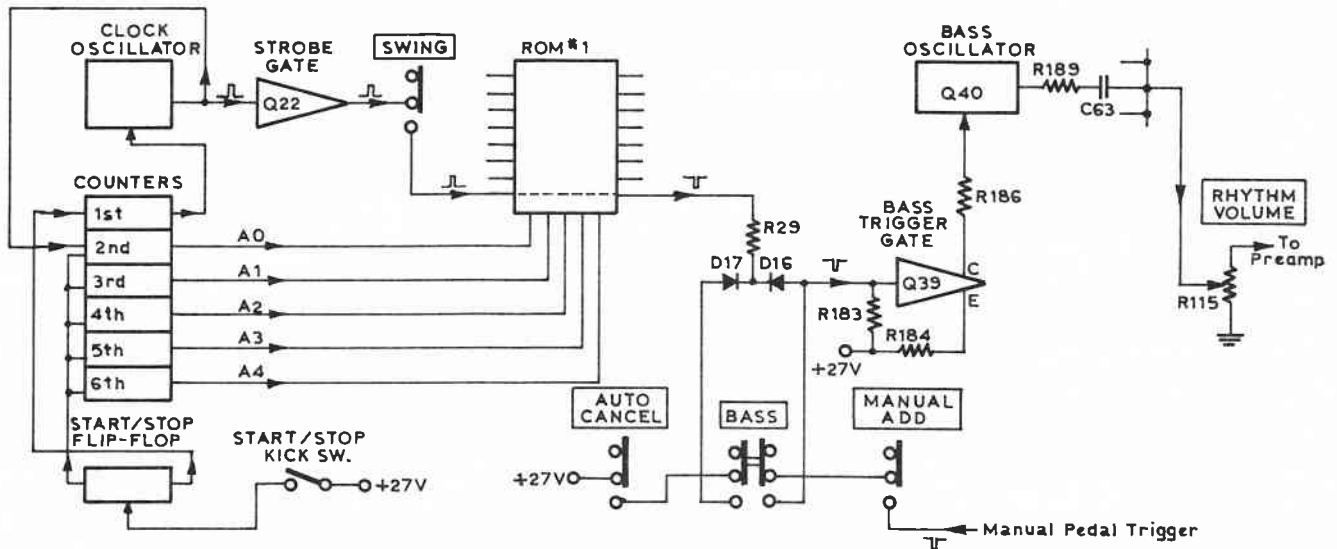 CLOCK
OSCILLATOR
STROBE
GATE
Q22
SWING
ROM #1
BASS
OSCILLATOR
Q40
R189
C63
R186
RHYTHM
VOLUME
To
Preamp
R115
COUNTERS
1st
2nd
3rd
4th
5th
6th
A0
A1
A2
A3
A4
R29
D17
D16
BASS
TRIGGER
GATE
Q39
C
E
R183
R184
+27V
START/STOP
FLIP-FLOP
START/STOP
KICK SW.
+27V
AUTO
CANCEL
+27V
BASS
MANUAL
ADD
Manual Pedal Trigger